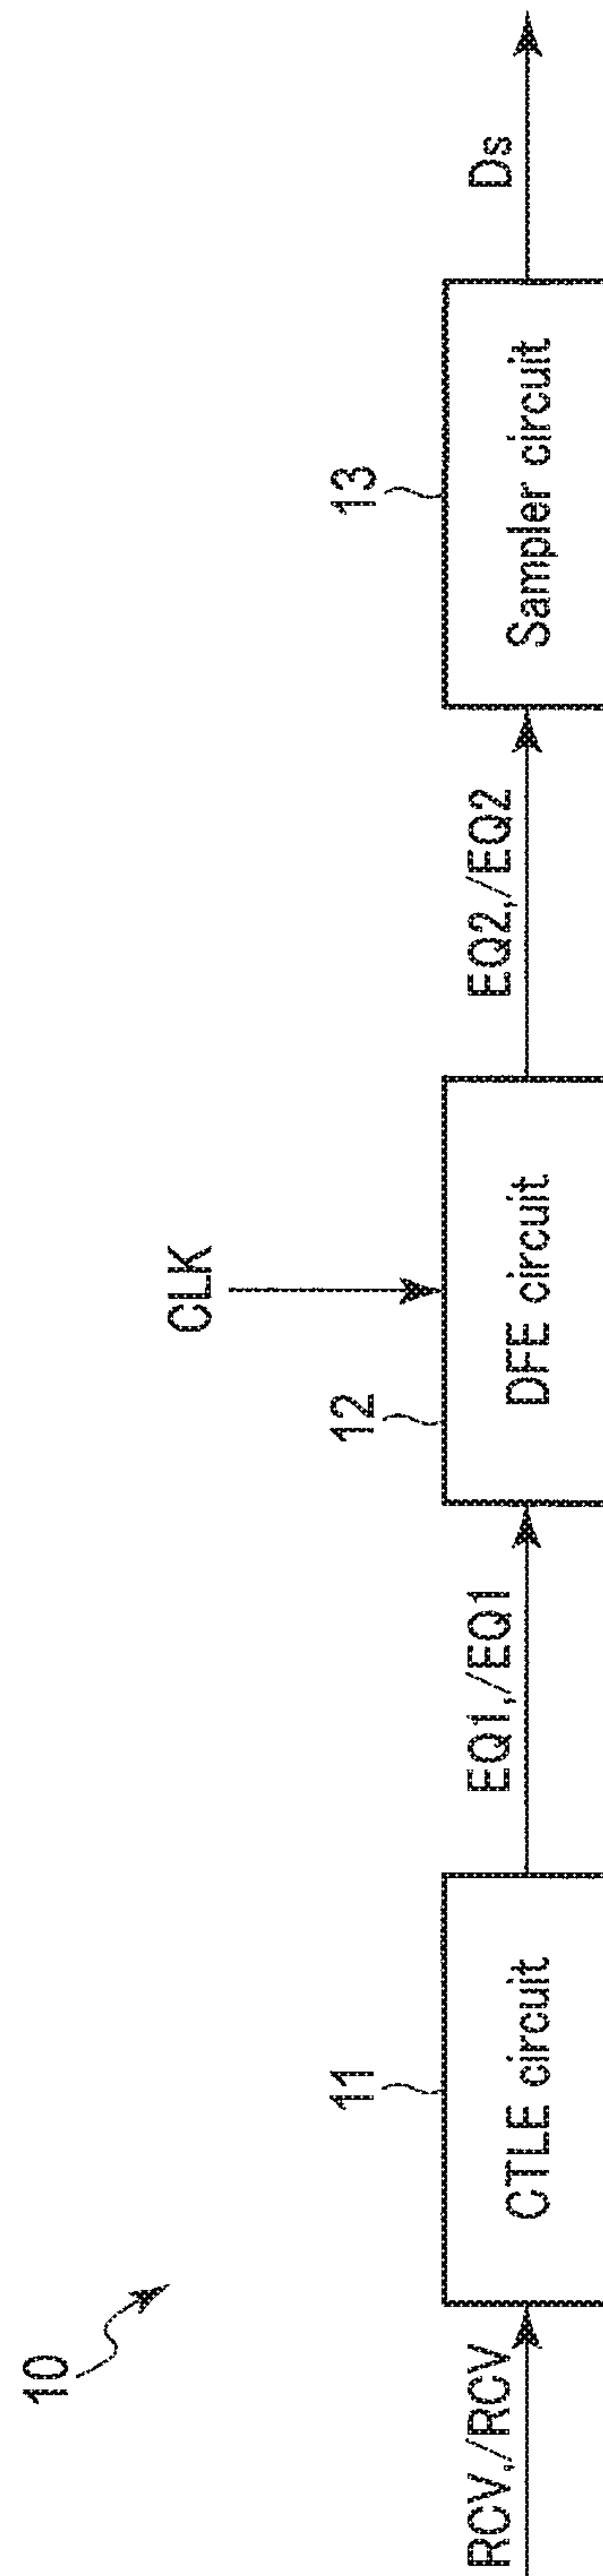 10
CLK
11
12
13
RCV,/RCV
CTLE circuit
EQ1,/EQ1
DFE circuit
EQ2,/EQ2
Sampler circuit
Ds